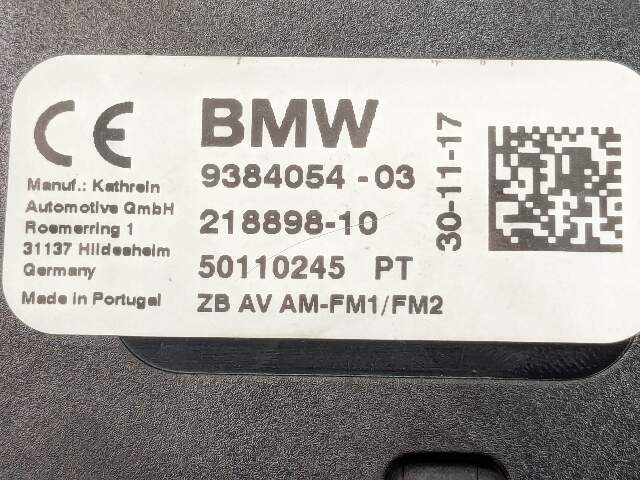 CE
Manuf.: Kathrein
Automotive GmbH
Roemerring 1
31137 Hildesheim
Germany
Made in Portugal
BMW
9384054-03
218898-10
50110245 PT
ZB AV AM-FM1/FM2
30-11-17